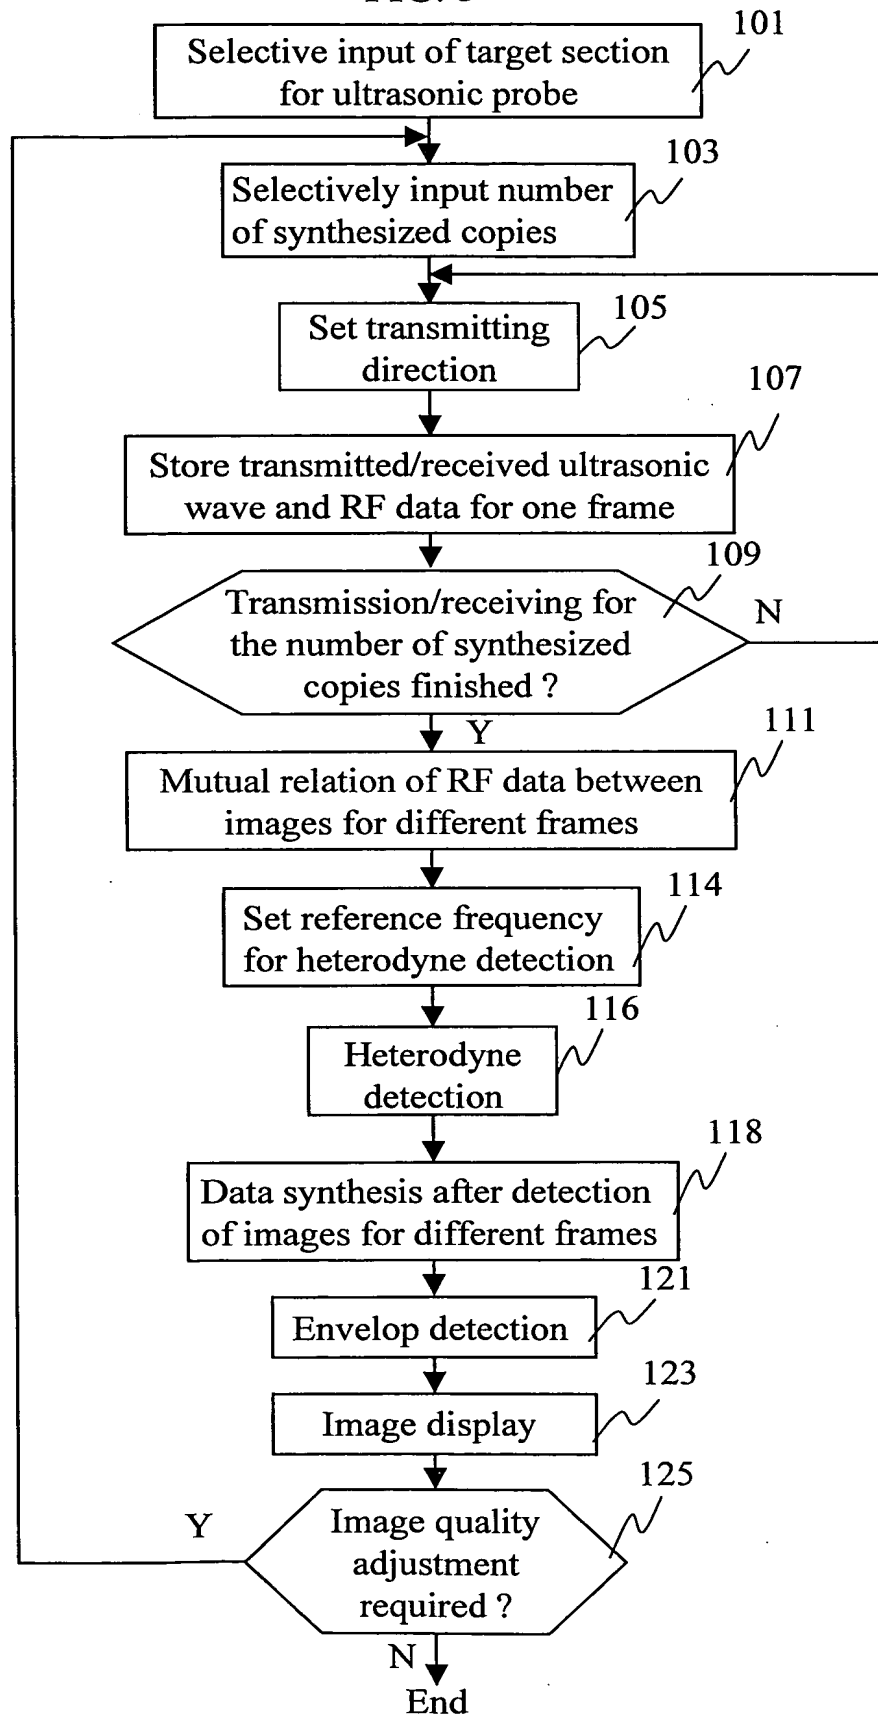 101
Selective input of target section
for ultrasonic probe
103
Selectively input number
of synthesized copies
105
Set transmitting
direction
107
Store transmitted/received ultrasonic
wave and RF data for one frame
109
Transmission/receiving for
the number of synthesized
copies finished ?
N
Y
111
Mutual relation of RF data between
images for different frames
114
Set reference frequency
for heterodyne detection
116
Heterodyne
detection
118
Data synthesis after detection
of images for different frames
121
Envelop detection
123
Image display
125
Y
Image quality
adjustment
required ?
N
End